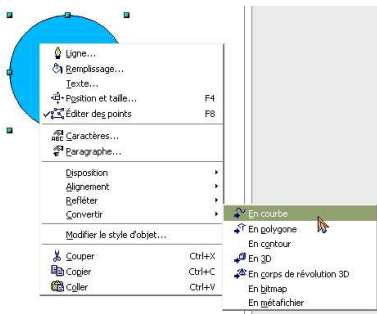 Ligne...
Remplissage...
Texte...
Position et taille... F4
Éditer des points F8
Caractères...
Paragraphe...
Disposition
Alignement
Refléter
Convertir
Modifier le style d'objet...
Couper Ctrl+X
Copier Ctrl+C
Coller Ctrl+V
En courbe
En polygone
En contour
En 3D
En corps de révolution 3D
En bitmap
En métafichier